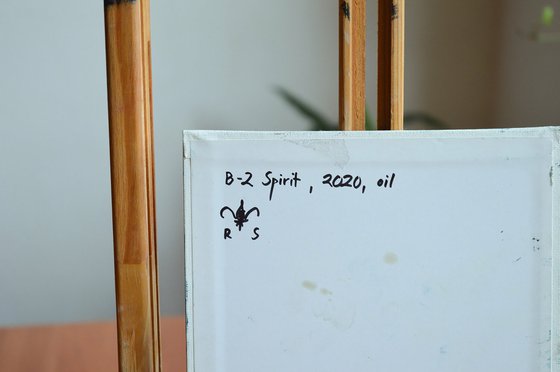 B-2 Spirit, 2020, oil
R S